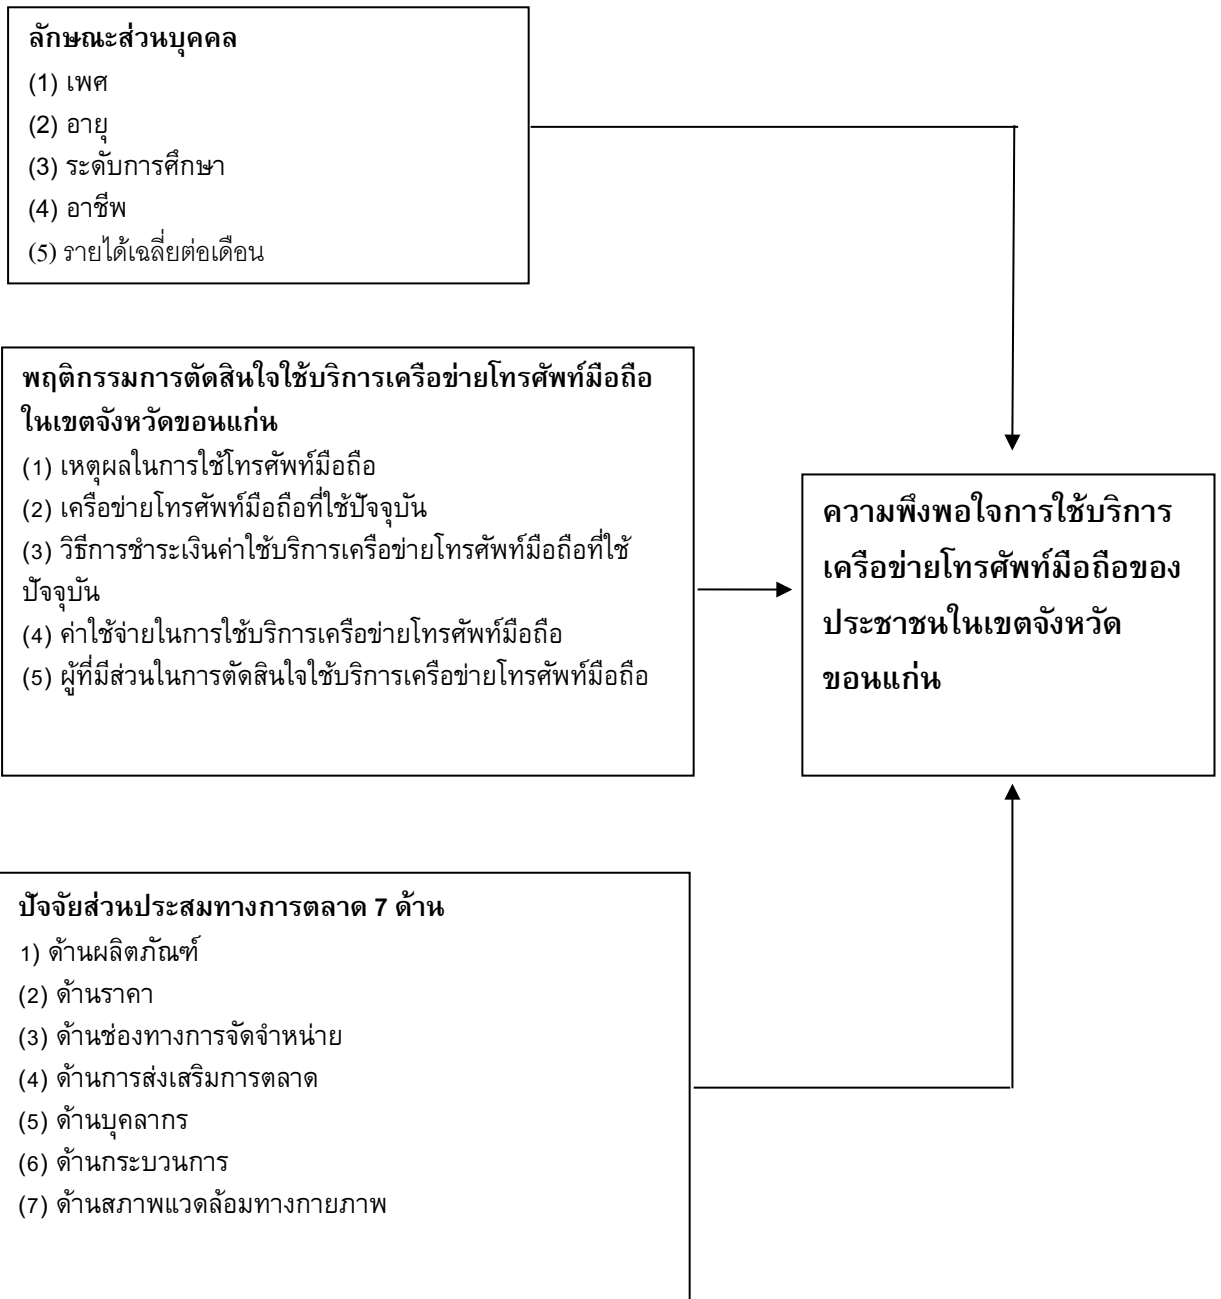 ลักษณะส่วนบุคคล
(1) เพศ
(2) อายุ
(3) ระดับการศึกษา
(4) อาชีพ
(5) รายได้เฉลี่ยต่อเดือน
พฤติกรรมการตัดสินใจใช้บริการเครือข่ายโทรศัพท์มือถือ
ในเขตจังหวัดขอนแก่น
(1) เหตุผลในการใช้โทรศัพท์มือถือ
(2) เครือข่ายโทรศัพท์มือถือที่ใช้ปัจจุบัน
(3) วิธีการชำระเงินค่าใช้บริการเครือข่ายโทรศัพท์มือถือที่ใช้
ปัจจุบัน
(4) ค่าใช้จ่ายในการใช้บริการเครือข่ายโทรศัพท์มือถือ
(5) ผู้ที่มีส่วนในการตัดสินใจใช้บริการเครือข่ายโทรศัพท์มือถือ
ความพึงพอใจการใช้บริการ
เครือข่ายโทรศัพท์มือถือของ
ประชาชนในเขตจังหวัด
ขอนแก่น
ปัจจัยส่วนประสมทางการตลาด 7 ด้าน
1) ด้านผลิตภัณฑ์
(2) ด้านราคา
(3) ด้านช่องทางการจัดจำหน่าย
(4) ด้านการส่งเสริมการตลาด
(5) ด้านบุคลากร
(6) ด้านกระบวนการ
(7) ด้านสภาพแวดล้อมทางกายภาพ